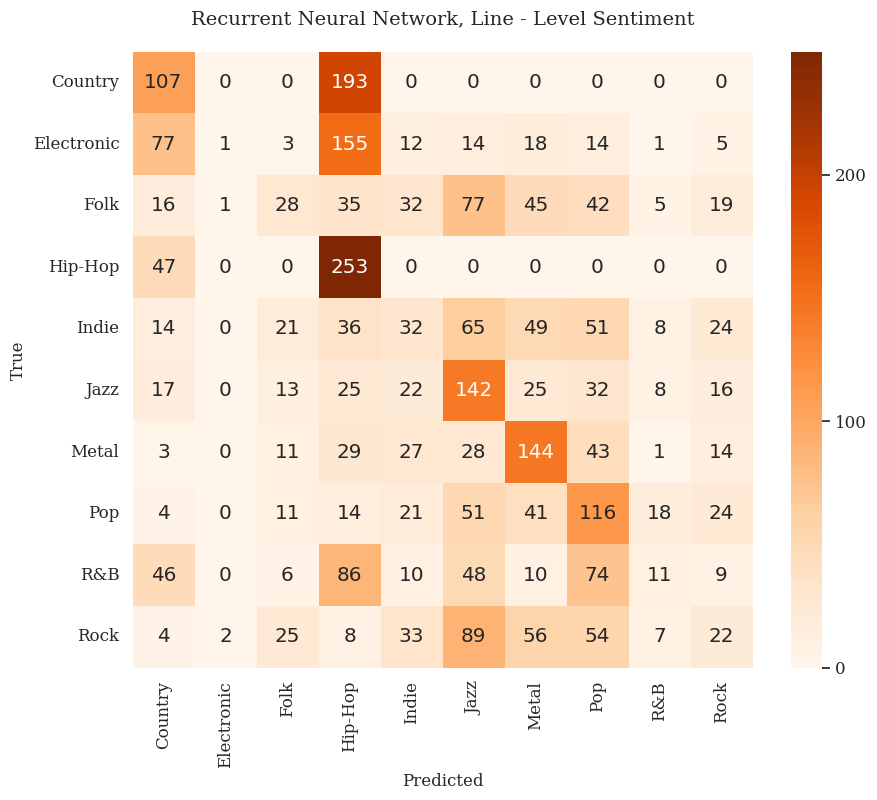 Recurrent Neural Network, Line - Level Sentiment
Country 107 0 0 193 0 0 0 0 0 0
Electronic 77 1 3 155 12 14 18 14 1 5
Folk 16 1 28 35 32 77 45 42 5 19
Hip-Hop 47 0 0 253 0 0 0 0 0 0
Indie 14 0 21 36 32 65 49 51 8 24
Jazz 17 0 13 25 22 142 25 32 8 16
Metal 3 0 11 29 27 28 144 43 1 14
Pop 4 0 11 14 21 51 41 116 18 24
R&B 46 0 6 86 10 48 10 74 11 9
Rock 4 2 25 8 33 89 56 54 7 22
True
Country Electronic Folk Hip-Hop Indie Jazz Metal Pop R&B Rock
Predicted
200
100
0